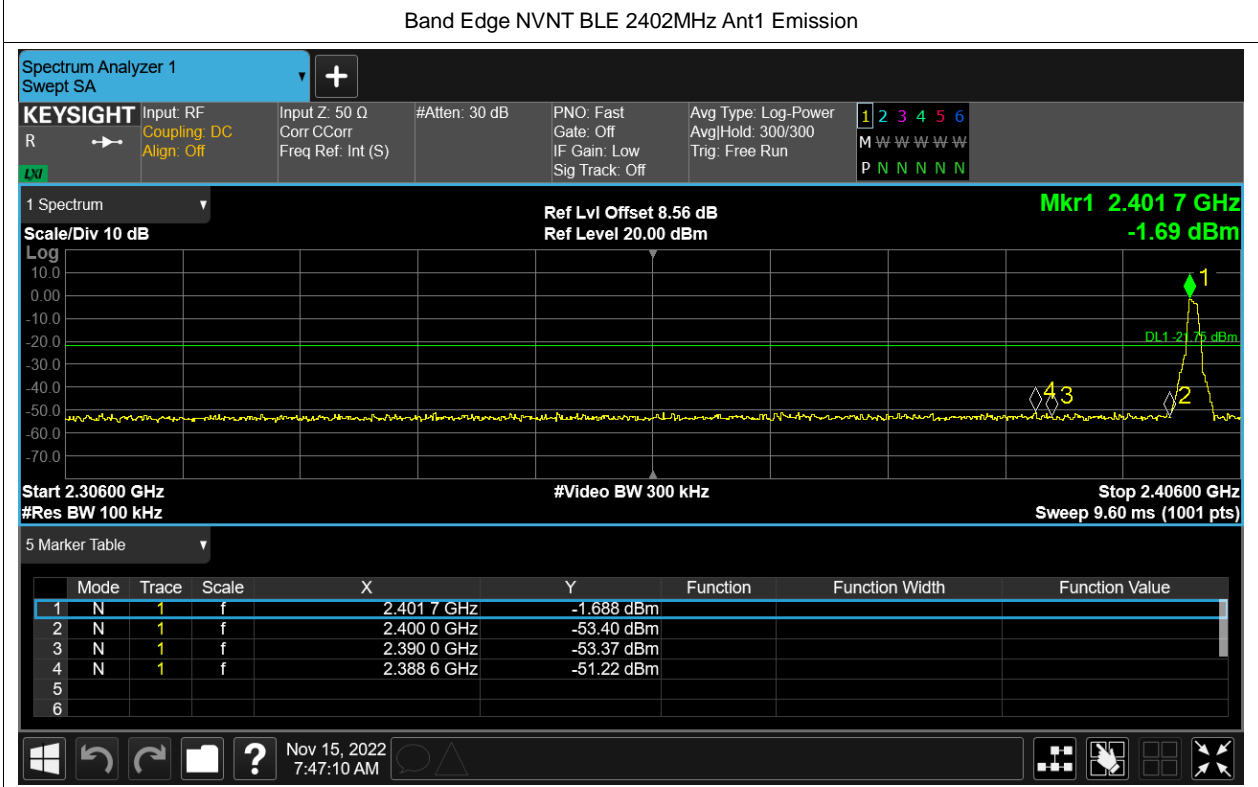 Band Edge NVNT BLE 2402MHz Ant1 Emission
Spectrum Analyzer 1
Swept SA
KEYSIGHT
R
LXI
Input: RF
Coupling: DC
Align: Off
Input Z: 50 Ω
Corr CCorr
Freq Ref: Int (S)
#Atten: 30 dB
PNO: Fast
Gate: Off
IF Gain: Low
Sig Track: Off
Avg Type: Log-Power
Avg|Hold: 300/300
Trig: Free Run
1 2 3 4 5 6
M W W W W W
P N N N N N
1 Spectrum
Scale/Div 10 dB
Ref Lvl Offset 8.56 dB
Ref Level 20.00 dBm
Mkr1 2.401 7 GHz
-1.69 dBm
Log
10.0
0.00
-10.0
-20.0
-30.0
-40.0
-50.0
-60.0
-70.0
1
DL1 -21.75 dBm
4 3 2
Start 2.30600 GHz
#Res BW 100 kHz
#Video BW 300 kHz
Stop 2.40600 GHz
Sweep 9.60 ms (1001 pts)
5 Marker Table
Mode Trace Scale X Y Function Function Width Function Value
1 N 1 f 2.401 7 GHz -1.688 dBm
2 N 1 f 2.400 0 GHz -53.40 dBm
3 N 1 f 2.390 0 GHz -53.37 dBm
4 N 1 f 2.388 6 GHz -51.22 dBm
5
6
?
Nov 15, 2022
7:47:10 AM